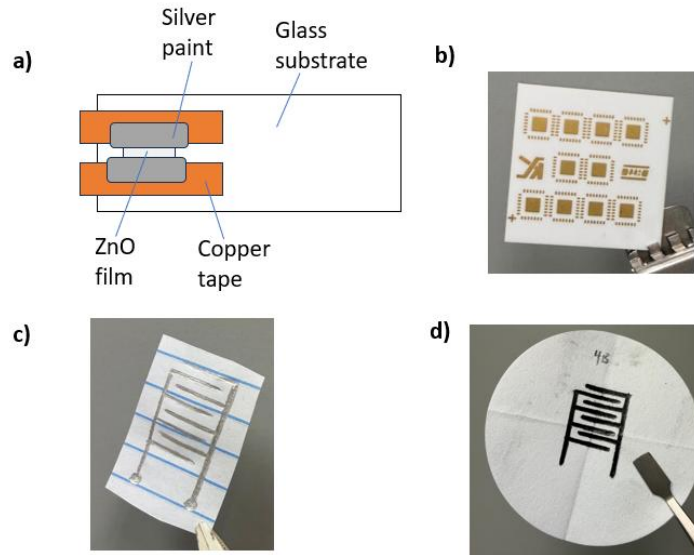 a)
Silver
paint
Glass
substrate
ZnO
film
Copper
tape
b)
c)
d)
48